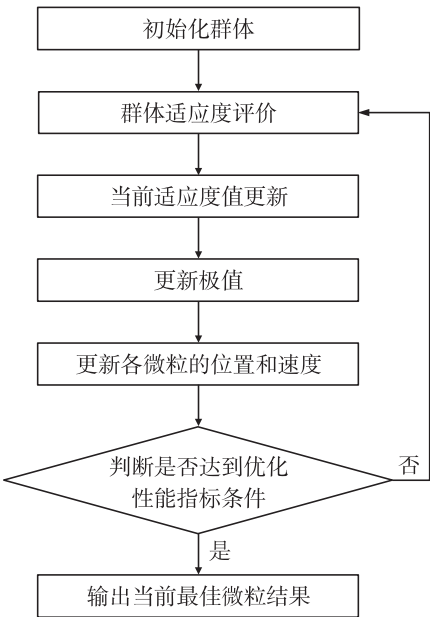 初始化群体
群体适应度评价
当前适应度值更新
更新极值
更新各微粒的位置和速度
判断是否达到优化
性能指标条件
否
是
输出当前最佳微粒结果